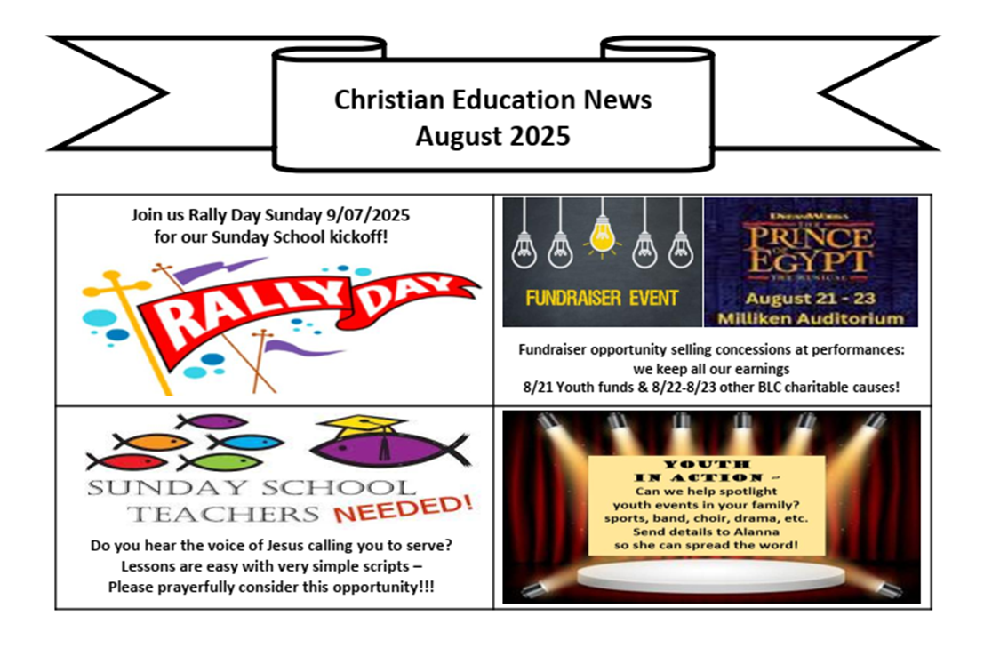 Christian Education News
August 2025
Join us Rally Day Sunday 9/07/2025
for our Sunday School kickoff!
RALLY DAY
FUNDRAISER EVENT
DREAMWORKS
THE
PRINCE
OF
EGYPT
THE MUSICAL
August 21 - 23
Milliken Auditorium
Fundraiser opportunity selling concessions at performances:
we keep all our earnings
8/21 Youth funds & 8/22-8/23 other BLC charitable causes!
SUNDAY SCHOOL
TEACHERS NEEDED!
Do you hear the voice of Jesus calling you to serve?
Lessons are easy with very simple scripts –
Please prayerfully consider this opportunity!!!
YOUTH
IN ACTION –
Can we help spotlight
youth events in your family?
sports, band, choir, drama, etc.
Send details to Alanna
so she can spread the word!